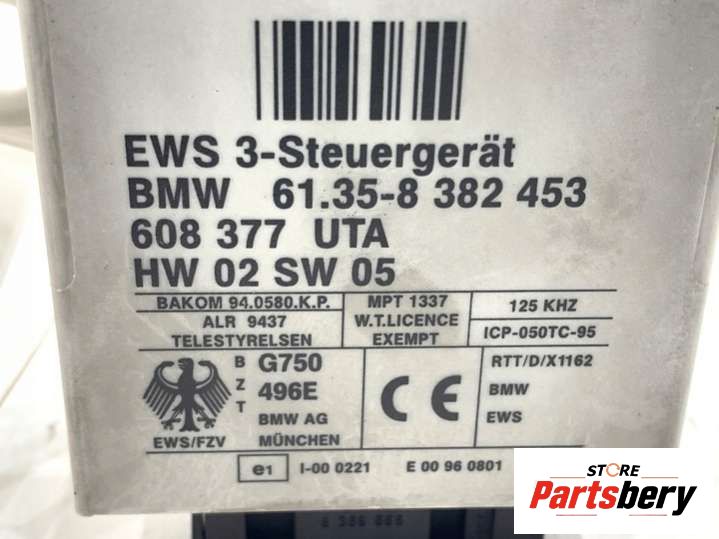 EWS 3-Steuergerät
BMW 61.35-8 382 453
608 377 UTA
HW 02 SW 05
BAKOM 94.0580.K.P.
ALR 9437
TELESTYRELSEN
MPT 1337
W.T.LICENCE
EXEMPT
125 KHZ
ICP-050TC-95
EWS/FZV
B
Z
T
G750
496E
BMW AG
MÜNCHEN
CE
RTT/D/X1162
BMW
EWS
e1 I-00 0221 E 00 96 0801
STORE
Partsbery